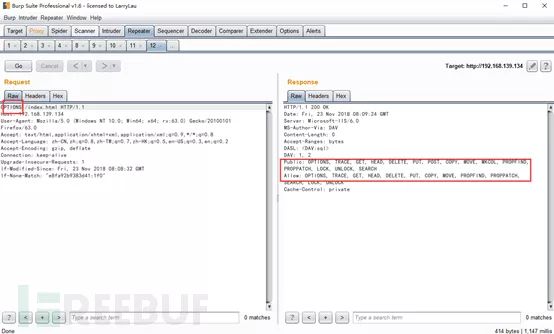 Burp Suite Professional v1.6 - licensed to LarryLau
Burp Intruder Repeater Window Help
Target Proxy Spider Scanner Intruder Repeater Sequencer Decoder Comparer Extender Options Alerts
1 × 2 × 3 × 4 × 8 × 9 × 10 × 11 × 12 × ...
Go Cancel < > Target: http://192.168.139.134 ?
Request
Raw Headers Hex
OPTIONS /index.html HTTP/1.1
Host: 192.168.139.134
User-Agent: Mozilla/5.0 (Windows NT 10.0; Win64; x64; rv:63.0) Gecko/20100101
Firefox/63.0
Accept: text/html,application/xhtml+xml,application/xml;q=0.9,*/*;q=0.8
Accept-Language: zh-CN,zh;q=0.8,zh-TW;q=0.7,zh-HK;q=0.5,en-US;q=0.3,en;q=0.2
Accept-Encoding: gzip, deflate
Connection: keep-alive
Upgrade-Insecure-Requests: 1
If-Modified-Since: Fri, 23 Nov 2018 08:08:32 GMT
If-None-Match: "e8fa92b9383d41:1f0"
? < + > Type a search term 0 matches
Response
Raw Headers Hex
HTTP/1.1 200 OK
Date: Fri, 23 Nov 2018 08:09:24 GMT
Server: Microsoft-IIS/6.0
MS-Author-Via: DAV
Content-Length: 0
Accept-Ranges: bytes
DASL: <DAV:sql>
DAV: 1, 2
Public: OPTIONS, TRACE, GET, HEAD, DELETE, PUT, POST, COPY, MOVE, MKCOL, PROPFIND,
PROPPATCH, LOCK, UNLOCK, SEARCH
Allow: OPTIONS, TRACE, GET, HEAD, DELETE, PUT, COPY, MOVE, PROPFIND, PROPPATCH,
SEARCH, LOCK, UNLOCK
Cache-Control: private
? < + > Type a search term 0 matches
REEBUF
Done
414 bytes | 1,147 mill